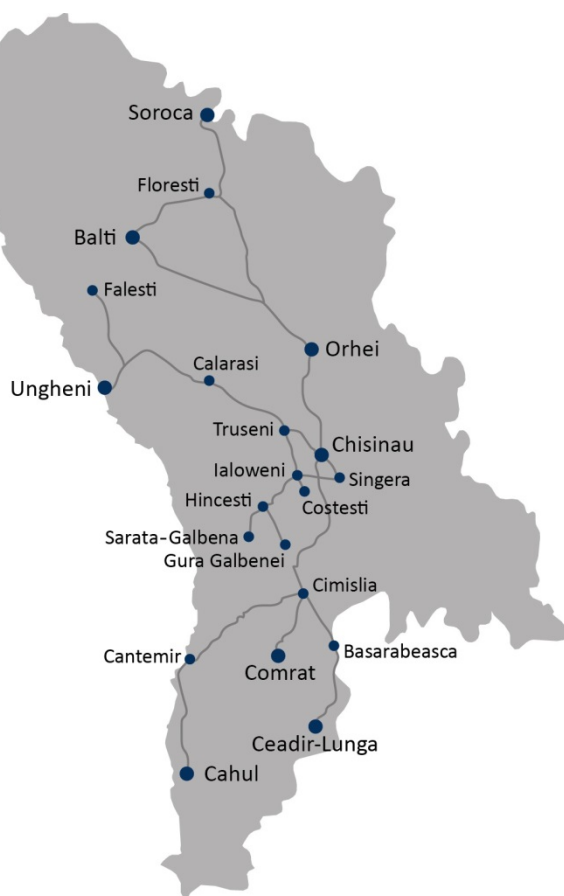 Soroca
Floresti
Balti
Falesti
Orhei
Calarasi
Ungheni
Truseni
Chisinau
Ialoweni
Singera
Hincesti
Costesti
Sarata-Galbena
Gura Galbenei
Cimislia
Basarabeasca
Cantemir
Comrat
Ceadir-Lunga
Cahul